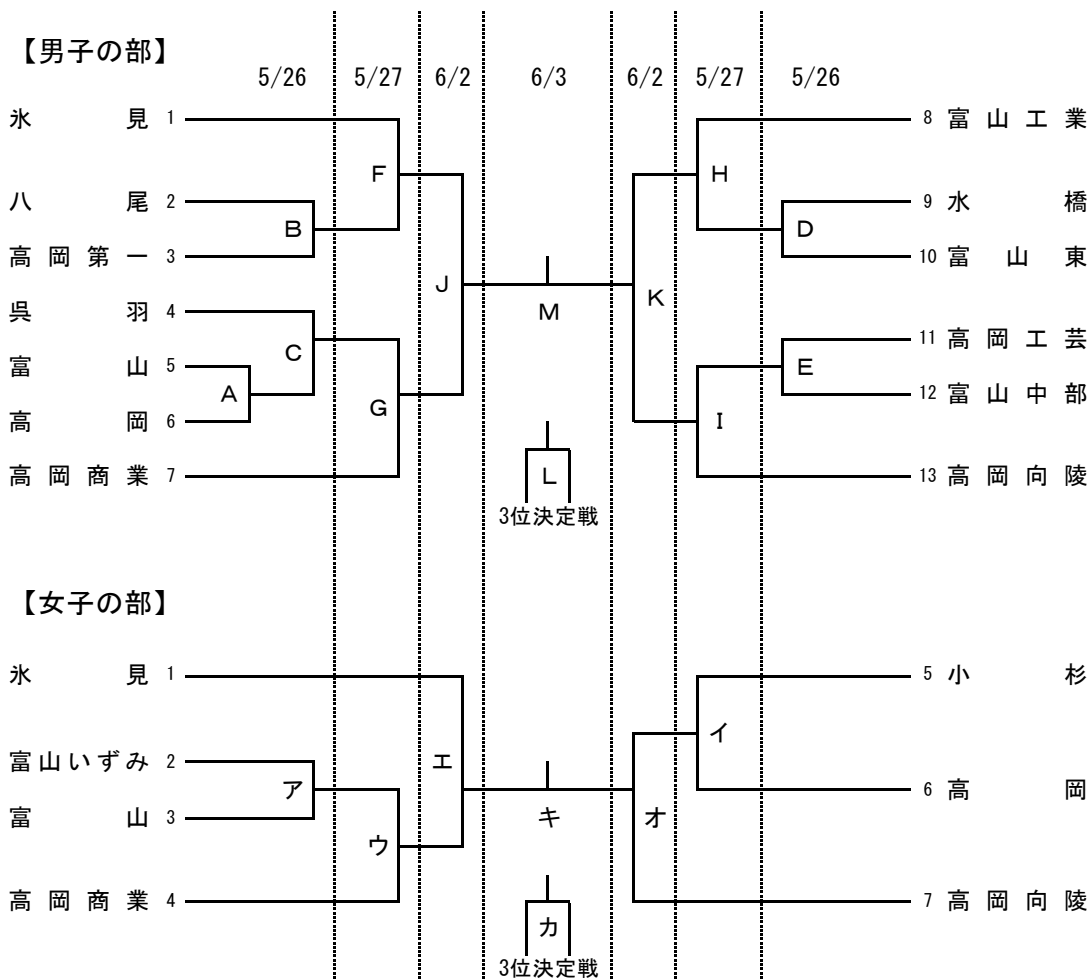 【男子の部】
5/26 5/27 6/2 6/3 6/2 5/27 5/26
氷見 1 8 富山工業
F H
八尾 2 9 水橋
B D
高岡第一 3 10 富山東
J K
呉羽 4 M
C 11 高岡工芸
富山 5 E
A G 12 富山中部
高岡 6 I
高岡商業 7 L 13 高岡向陵
3位決定戦
【女子の部】
氷見 1 5 小杉
イ
富山いずみ 2 エ
ア 6 高岡
富山 3 キ オ
ウ
高岡商業 4 7 高岡向陵
カ
3位決定戦